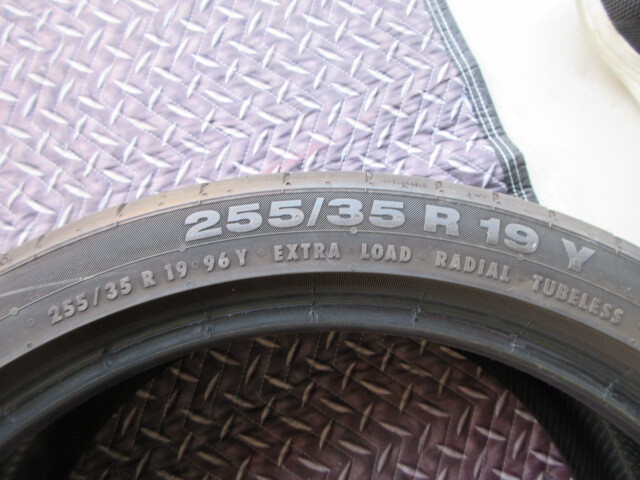 255/35 R 19 Y
255/35 R 19 96 Y EXTRA LOAD RADIAL TUBELESS